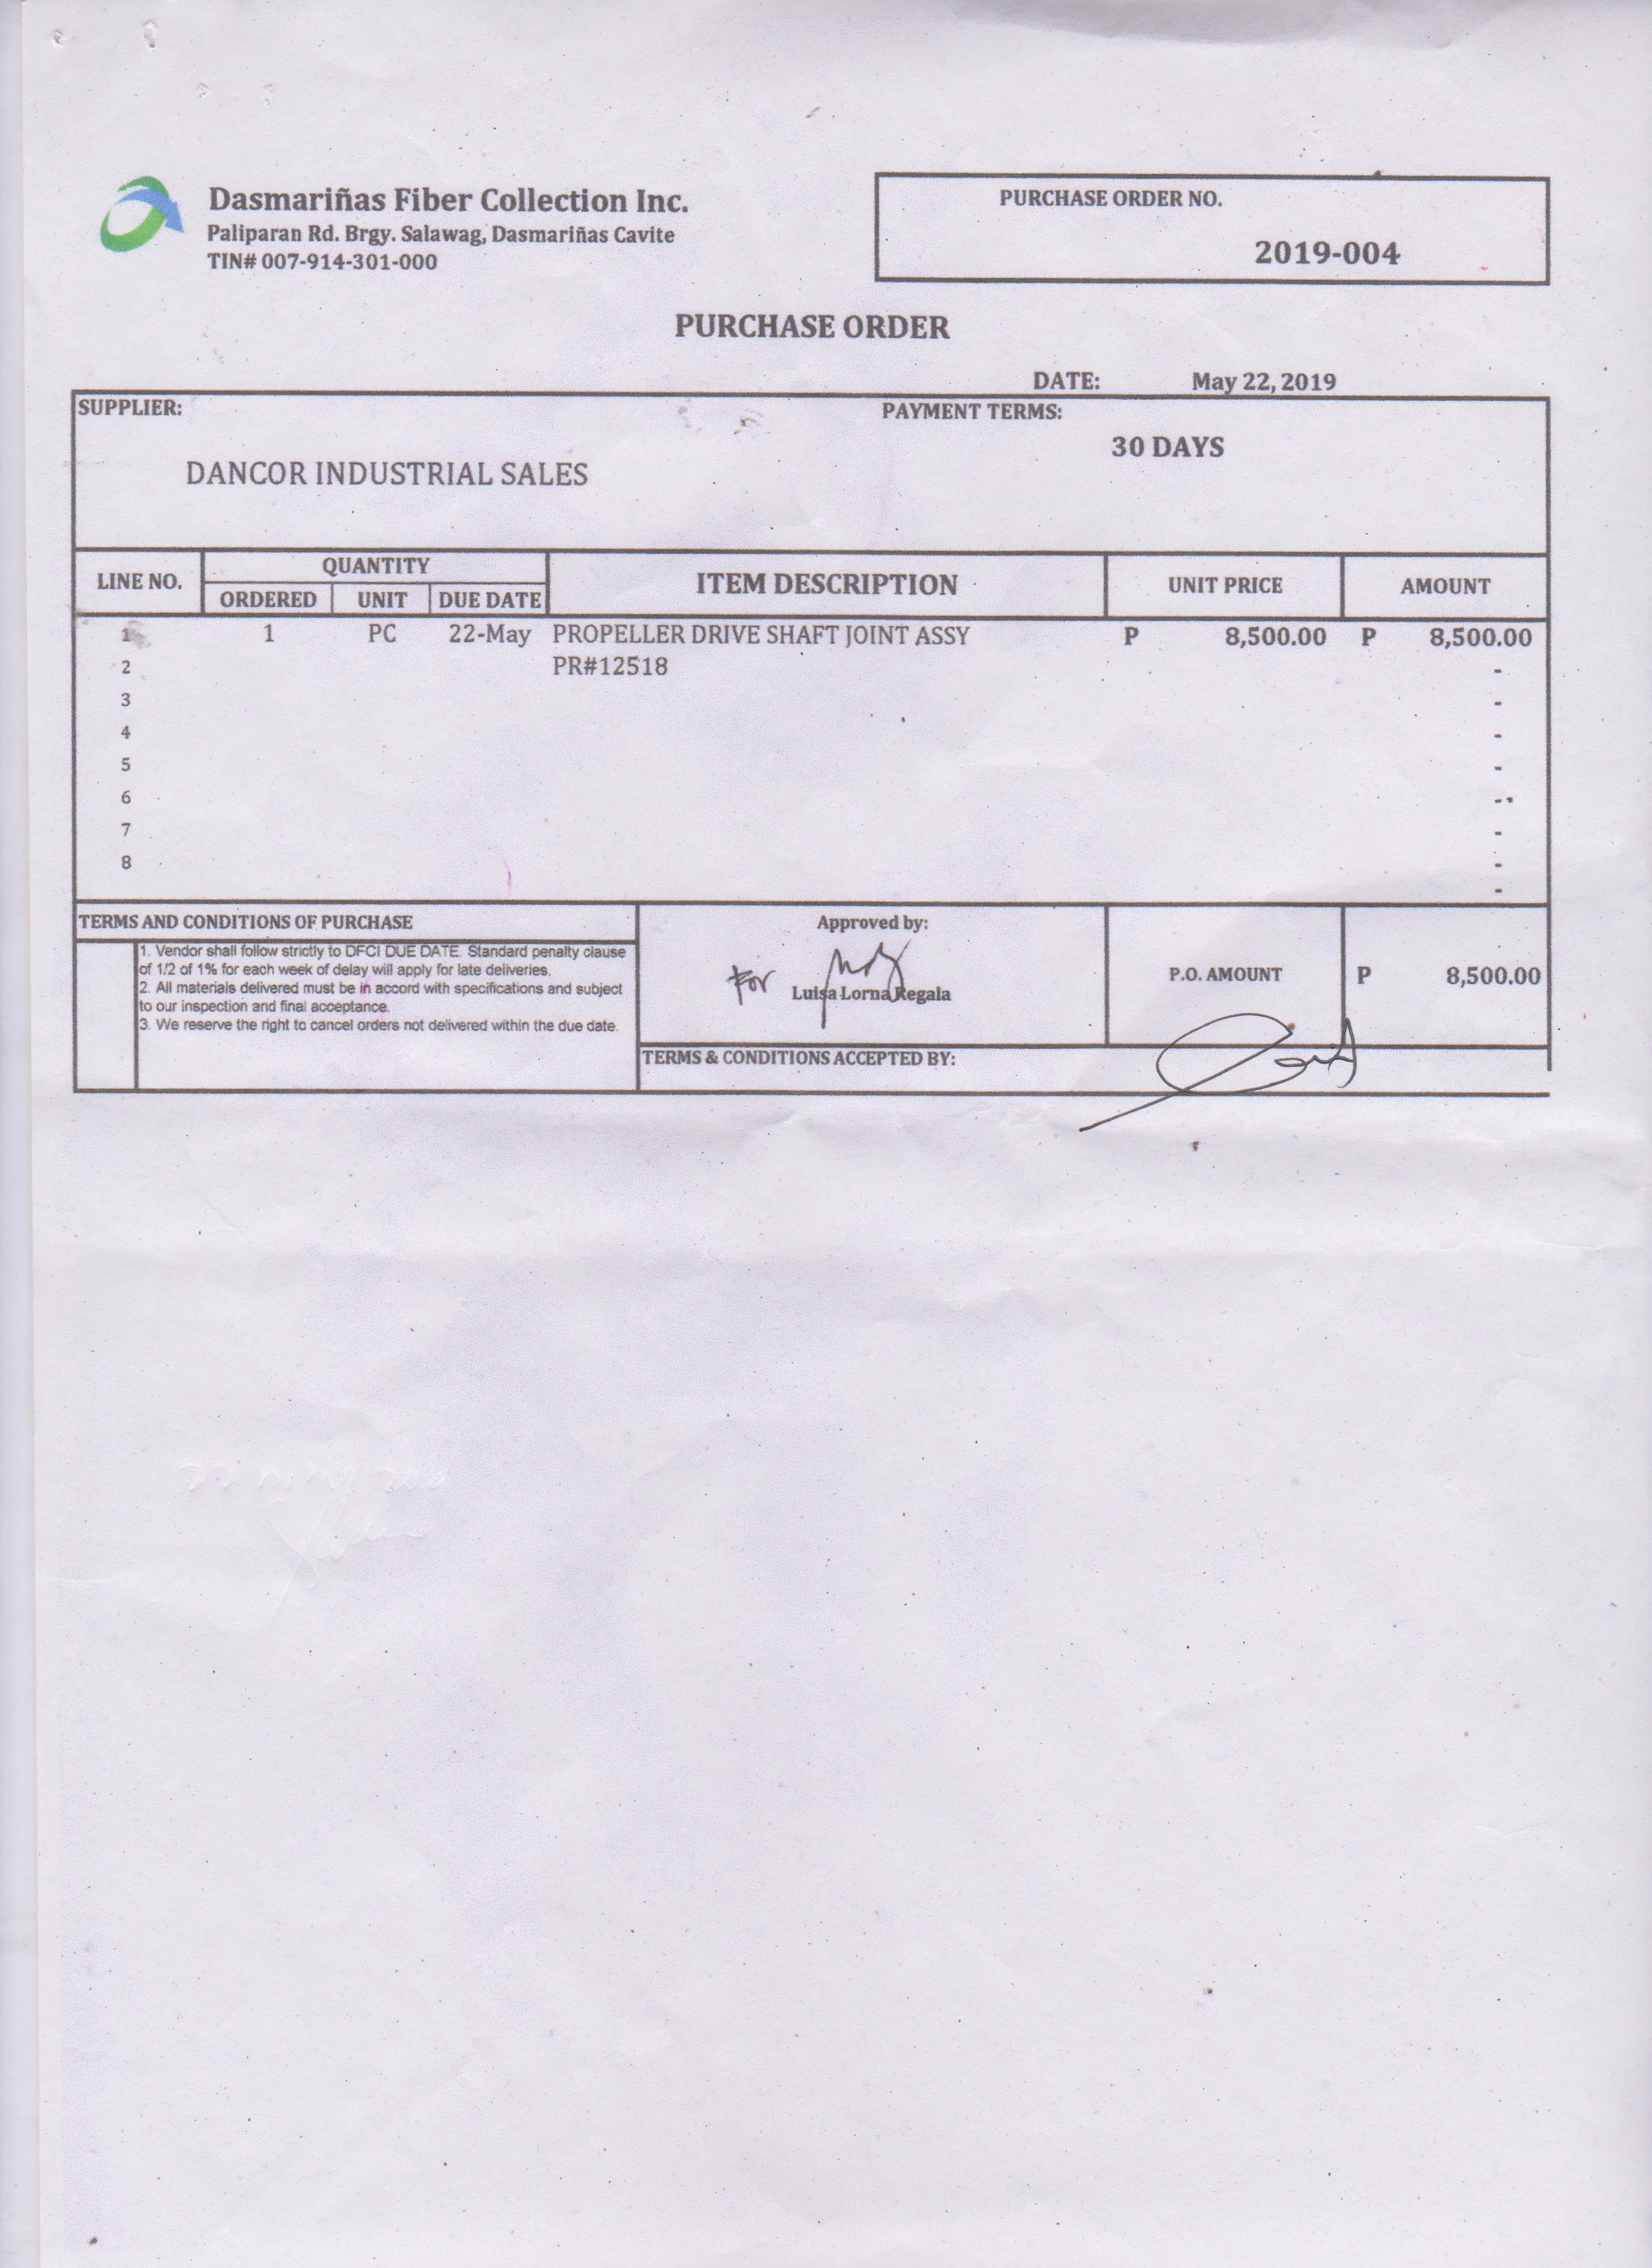 Dasmariñas Fiber Collection Inc.
Paliparan Rd. Brgy. Salawag, Dasmariñas Cavite
TIN# 007-914-301-000
PURCHASE ORDER NO.
2019-004
PURCHASE ORDER
DATE: May 22, 2019
SUPPLIER: PAYMENT TERMS:
30 DAYS
DANCOR INDUSTRIAL SALES
LINE NO. QUANTITY ITEM DESCRIPTION UNIT PRICE AMOUNT
ORDERED UNIT DUE DATE
1 1 PC 22-May PROPELLER DRIVE SHAFT JOINT ASSY P 8,500.00 P 8,500.00
2 PR#12518 -
3 -
4 -
5 -
6 -
7 -
8 -
-
TERMS AND CONDITIONS OF PURCHASE
1. Vendor shall follow strictly to DFCI DUE DATE. Standard penalty clause
of 1/2 of 1% for each week of delay will apply for late deliveries.
2. All materials delivered must be in accord with specifications and subject
to our inspection and final acceptance.
3. We reserve the right to cancel orders not delivered within the due date.
Approved by:
For
Luisa Lorna Regala
P.O. AMOUNT P 8,500.00
TERMS & CONDITIONS ACCEPTED BY: